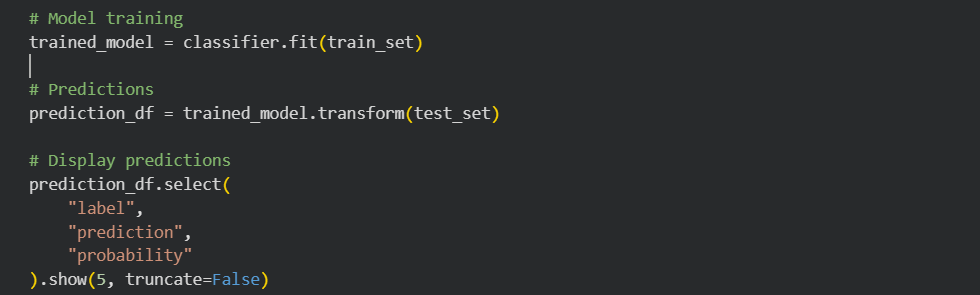 # Model training
trained_model = classifier.fit(train_set)
# Predictions
prediction_df = trained_model.transform(test_set)
# Display predictions
prediction_df.select(
    "label",
    "prediction",
    "probability"
).show(5, truncate=False)